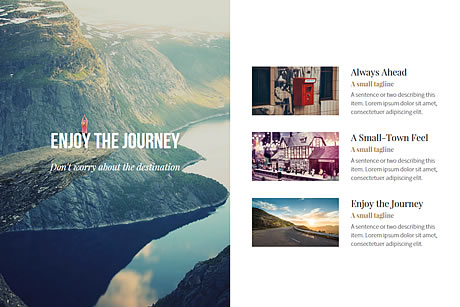 ENJOY THE JOURNEY
Don't worry about the destination
Always Ahead
A small tagline
A sentence or two describing this
item. Lorem ipsum dolor sit amet,
consectetuer adipiscing elit.
A Small-Town Feel
A small tagline
A sentence or two describing this
item. Lorem ipsum dolor sit amet,
consectetuer adipiscing elit.
Enjoy the Journey
A small tagline
A sentence or two describing this
item. Lorem ipsum dolor sit amet,
consectetuer adipiscing elit.